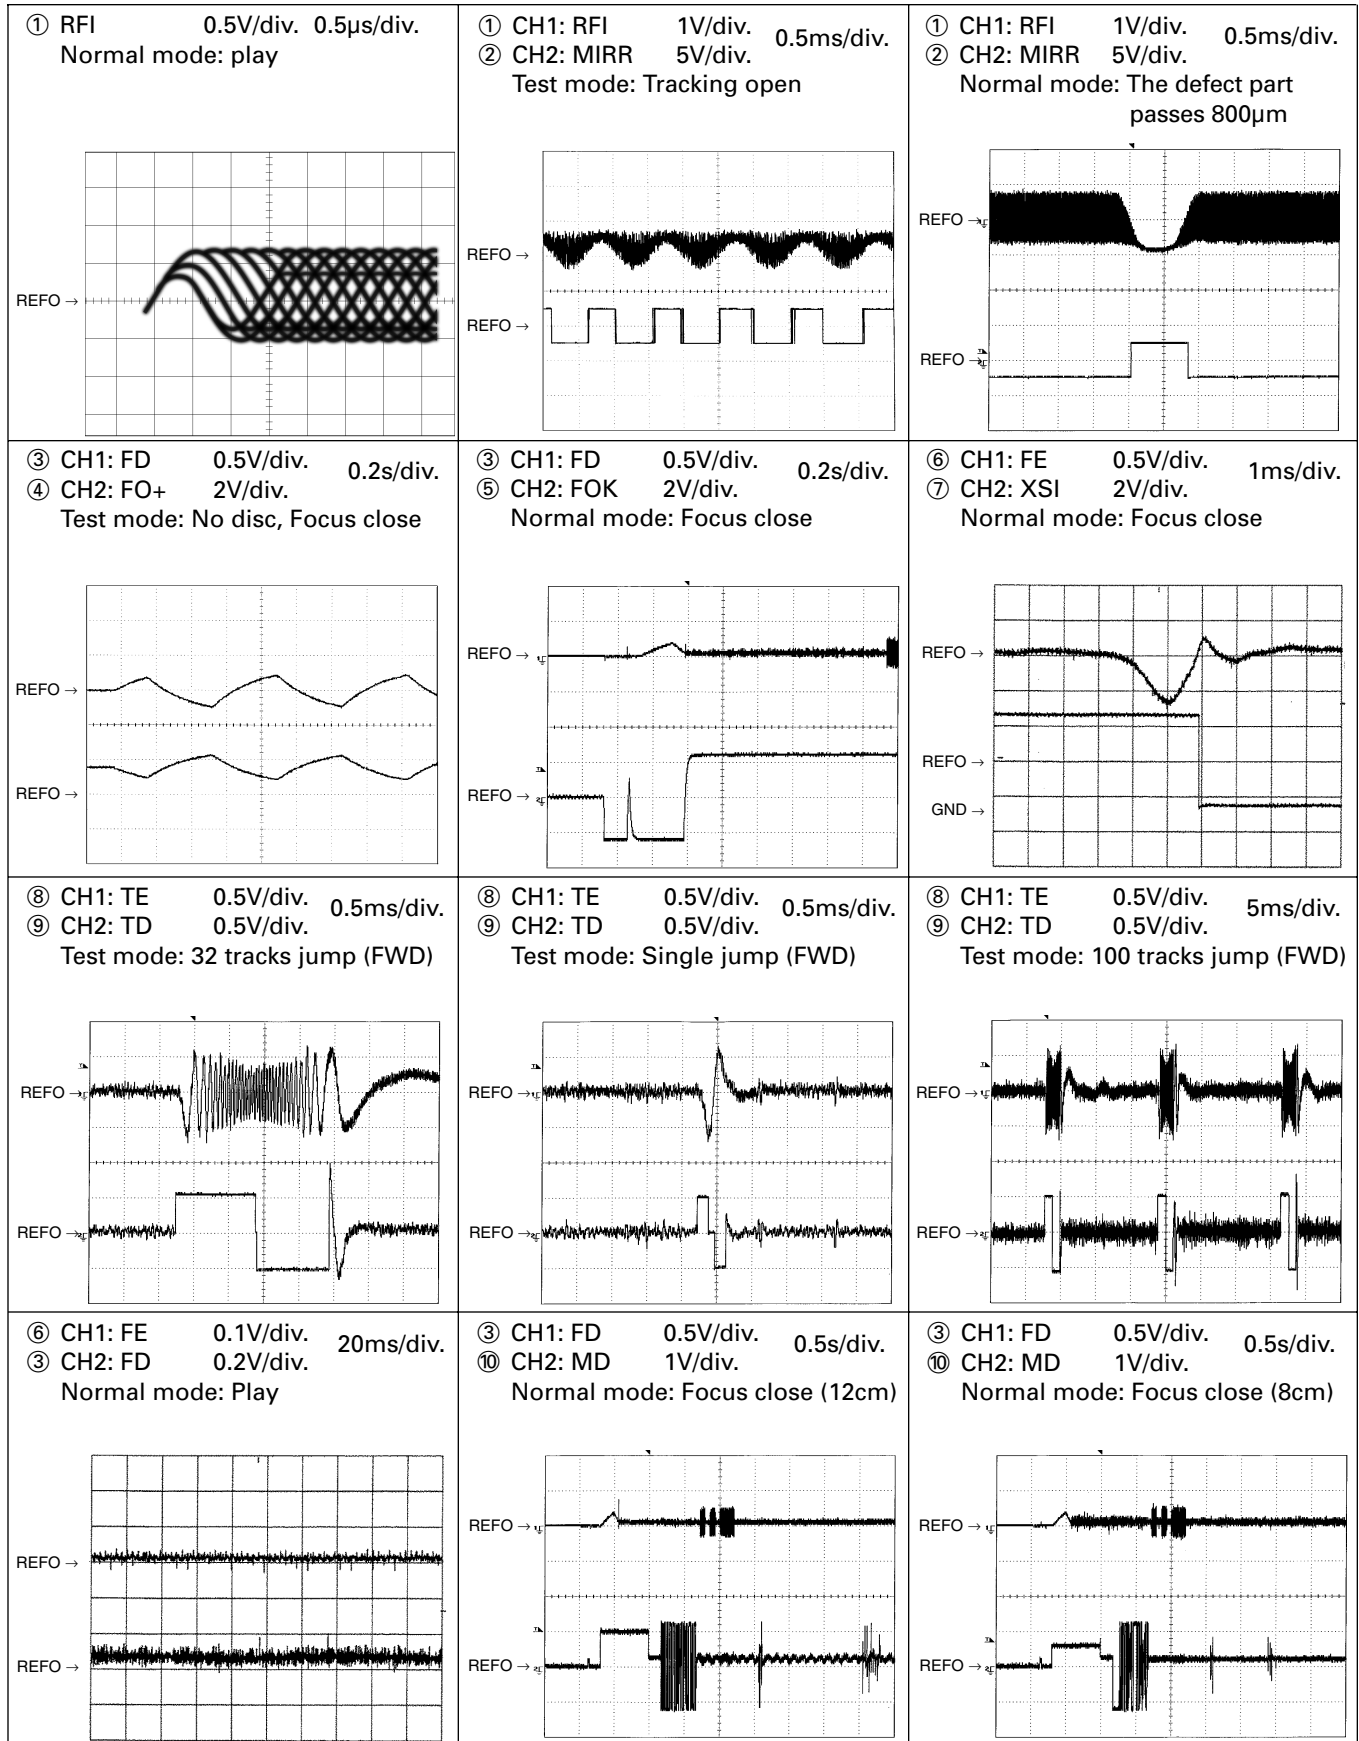 ① RFI 0.5V/div. 0.5µs/div.
Normal mode: play
REFO →
① CH1: RFI 1V/div. 0.5ms/div.
② CH2: MIRR 5V/div.
Test mode: Tracking open
REFO →
REFO →
① CH1: RFI 1V/div. 0.5ms/div.
② CH2: MIRR 5V/div.
Normal mode: The defect part
passes 800µm
REFO →
REFO →
③ CH1: FD 0.5V/div. 0.2s/div.
④ CH2: FO+ 2V/div.
Test mode: No disc, Focus close
REFO →
REFO →
③ CH1: FD 0.5V/div. 0.2s/div.
⑤ CH2: FOK 2V/div.
Normal mode: Focus close
REFO →
REFO →
⑥ CH1: FE 0.5V/div. 1ms/div.
⑦ CH2: XSI 2V/div.
Normal mode: Focus close
REFO →
REFO →
GND →
⑧ CH1: TE 0.5V/div. 0.5ms/div.
⑨ CH2: TD 0.5V/div.
Test mode: 32 tracks jump (FWD)
REFO →
REFO →
⑧ CH1: TE 0.5V/div. 0.5ms/div.
⑨ CH2: TD 0.5V/div.
Test mode: Single jump (FWD)
REFO →
REFO →
⑧ CH1: TE 0.5V/div. 5ms/div.
⑨ CH2: TD 0.5V/div.
Test mode: 100 tracks jump (FWD)
REFO →
REFO →
⑥ CH1: FE 0.1V/div. 20ms/div.
③ CH2: FD 0.2V/div.
Normal mode: Play
REFO →
REFO →
③ CH1: FD 0.5V/div. 0.5s/div.
⑩ CH2: MD 1V/div.
Normal mode: Focus close (12cm)
REFO →
REFO →
③ CH1: FD 0.5V/div. 0.5s/div.
⑩ CH2: MD 1V/div.
Normal mode: Focus close (8cm)
REFO →
REFO →